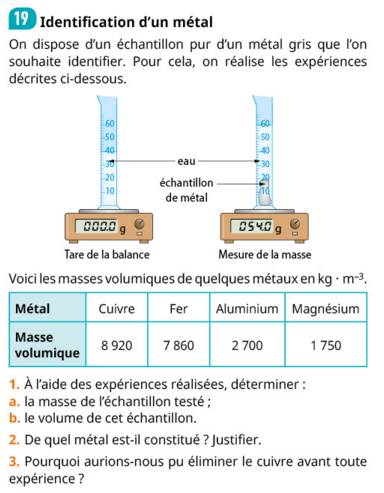 19 Identification d'un métal
On dispose d'un échantillon pur d'un métal gris que l'on
souhaite identifier. Pour cela, on réalise les expériences
décrites ci-dessous.
60
50
40
30
20
10
eau
échantillon
de métal
60
50
40
30
20
10
000.0 g
054.0 g
Tare de la balance
Mesure de la masse
Voici les masses volumiques de quelques métaux en kg · m⁻³.
Métal Cuivre Fer Aluminium Magnésium
Masse
volumique 8 920 7 860 2 700 1 750
1. À l'aide des expériences réalisées, déterminer :
a. la masse de l'échantillon testé ;
b. le volume de cet échantillon.
2. De quel métal est-il constitué ? Justifier.
3. Pourquoi aurions-nous pu éliminer le cuivre avant toute
expérience ?